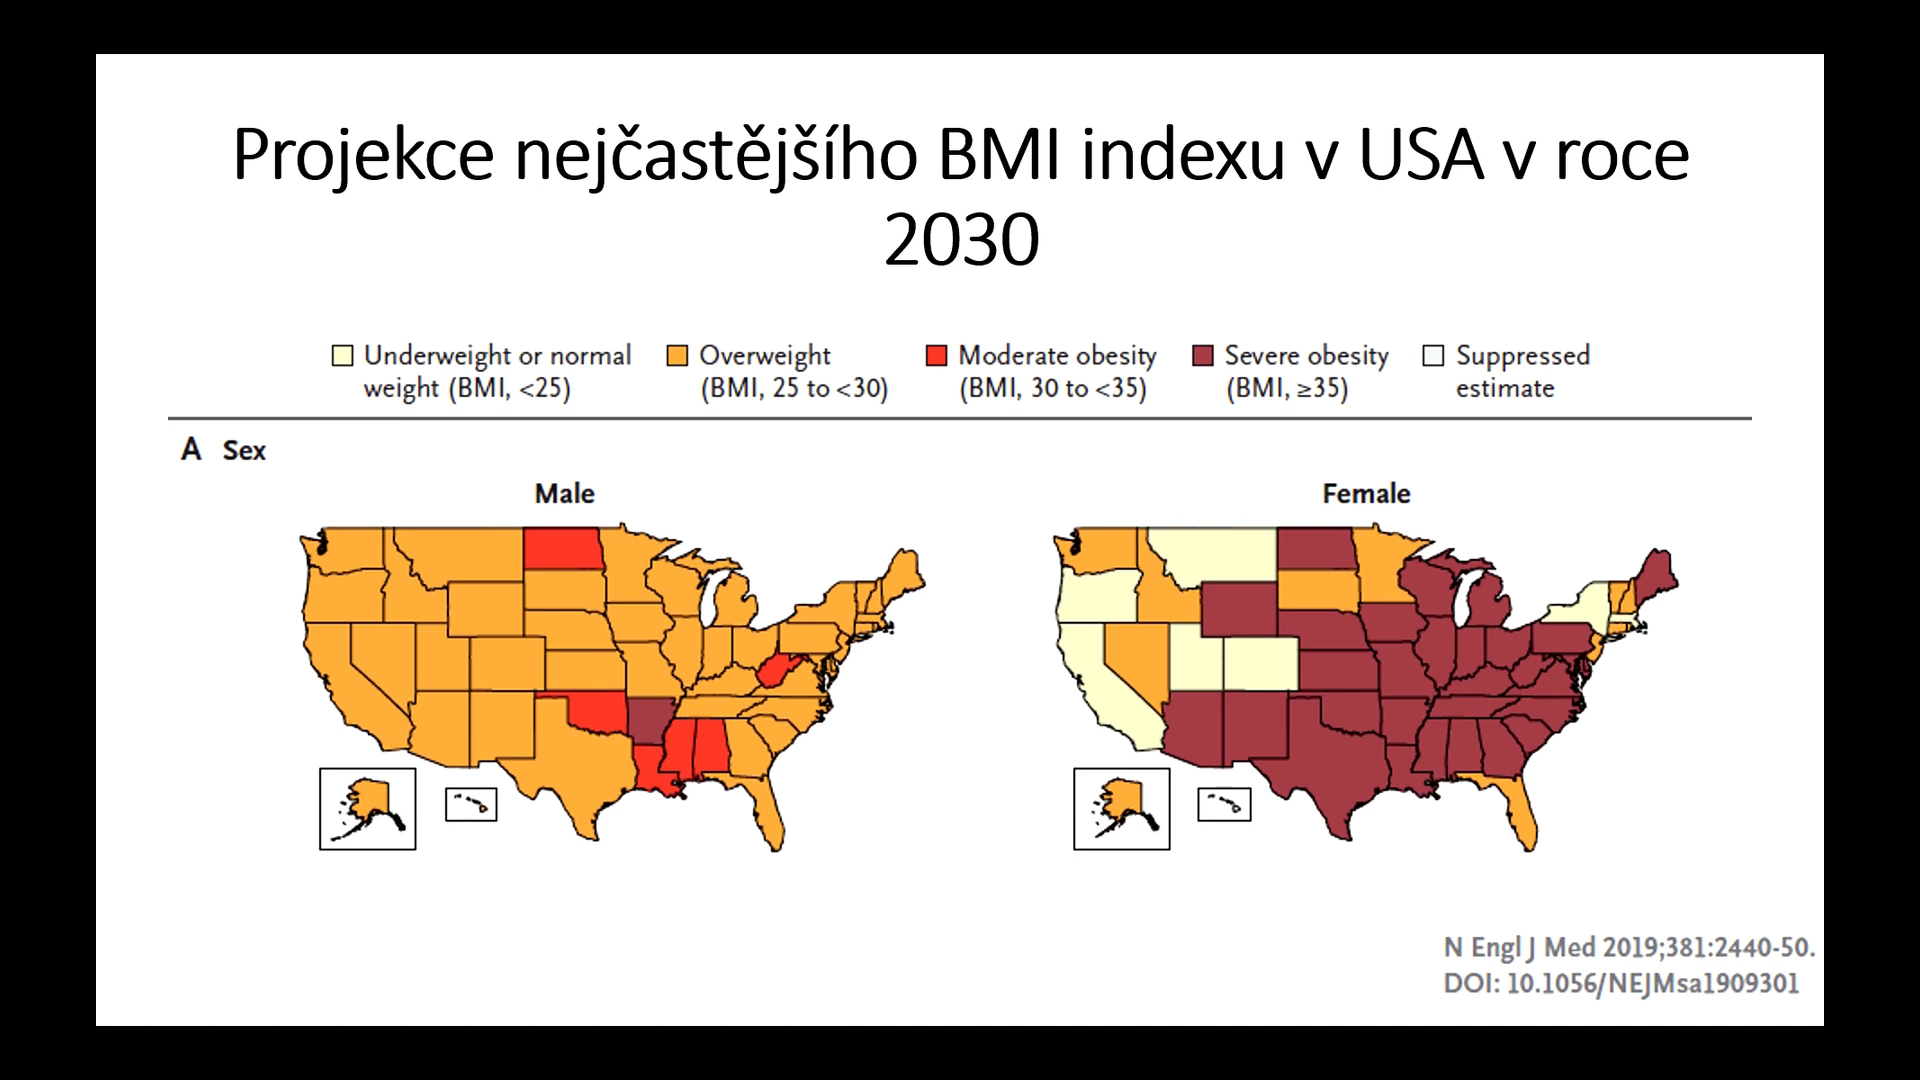 Projekce nejčastějšího BMI indexu v USA v roce
2030
Underweight or normal
weight (BMI, <25)
Overweight
(BMI, 25 to <30)
Moderate obesity
(BMI, 30 to <35)
Severe obesity
(BMI, ≥35)
Suppressed
estimate
A Sex
Male
Female
N Engl J Med 2019;381:2440-50.
DOI: 10.1056/NEJMsa1909301